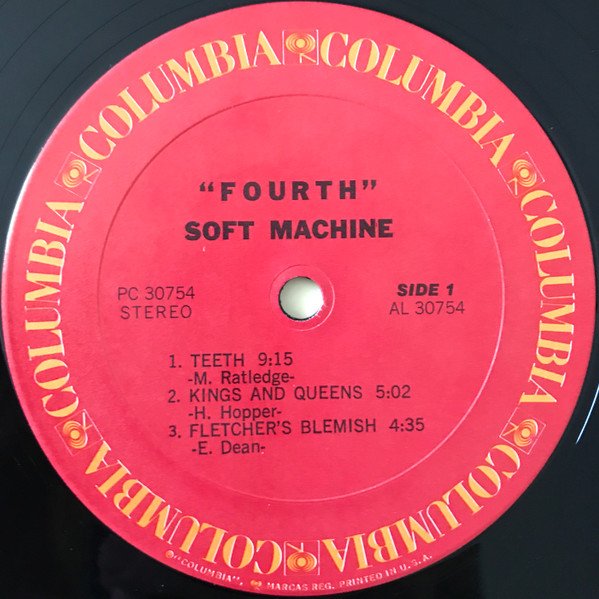 COLUMBIA COLUMBIA COLUMBIA COLUMBIA COLUMBIA COLUMBIA COLUMBIA COLUMBIA
"FOURTH"
SOFT MACHINE
PC 30754 SIDE 1
STEREO AL 30754
1. TEETH 9:15
-M. Ratledge-
2. KINGS AND QUEENS 5:02
-H. Hopper-
3. FLETCHER'S BLEMISH 4:35
-E. Dean-
®"COLUMBIA", MARCAS REG. PRINTED IN U.S.A.